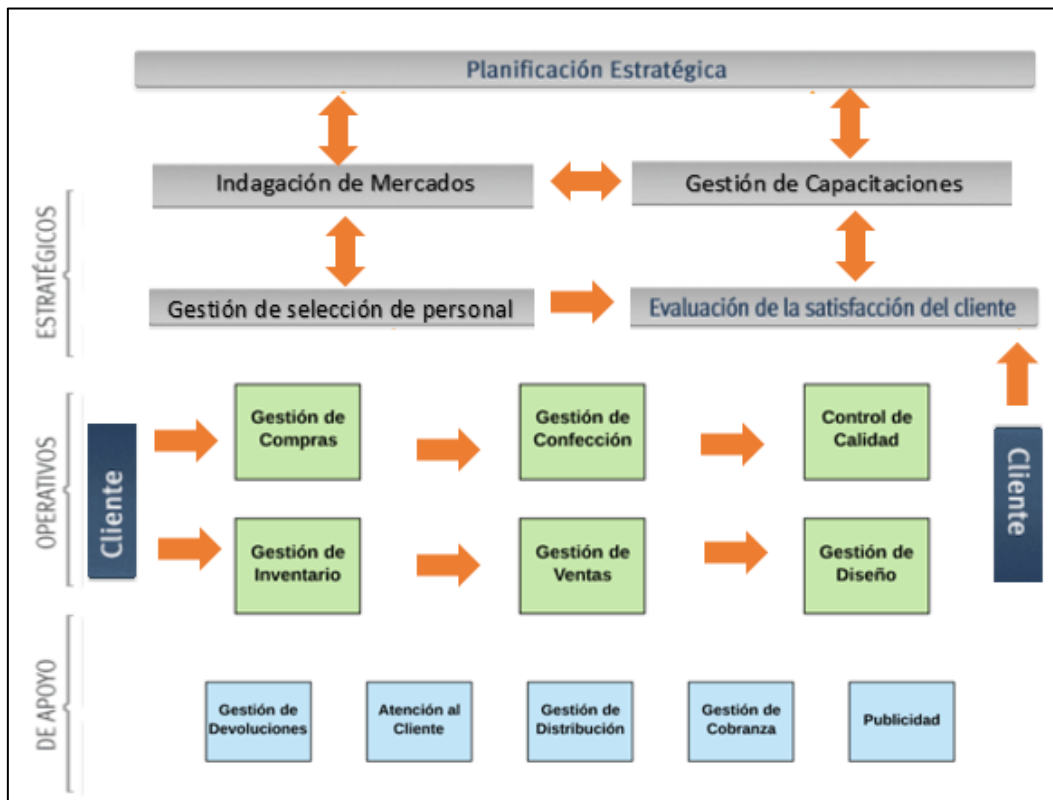 Planificación Estratégica
Indagación de Mercados
Gestión de Capacitaciones
ESTRATÉGICOS
Gestión de selección de personal
Evaluación de la satisfacción del cliente
OPERATIVOS
Cliente
Gestión de
Compras
Gestión de
Confección
Control de
Calidad
Cliente
Gestión de
Inventario
Gestión de
Ventas
Gestión de
Diseño
DE APOYO
Gestión de
Devoluciones
Atención al
Cliente
Gestión de
Distribución
Gestión de
Cobranza
Publicidad